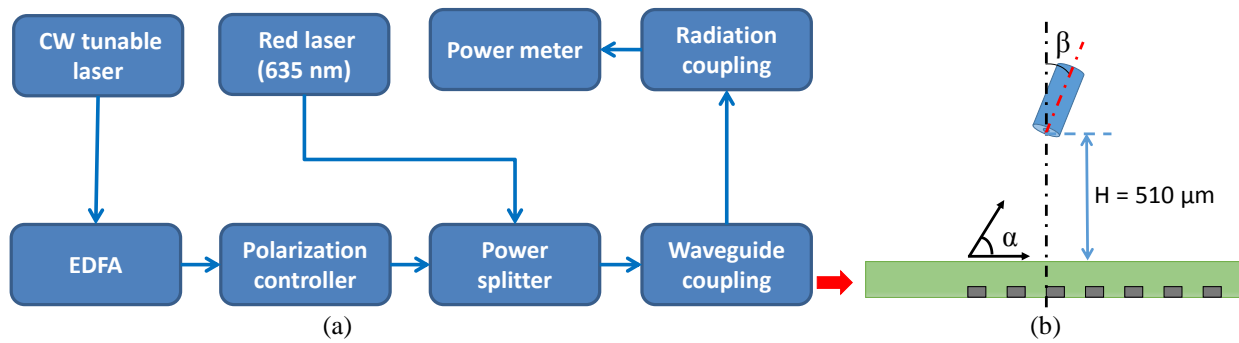 CW tunable
laser
Red laser
(635 nm)
Power meter
Radiation
coupling
EDFA
Polarization
controller
Power
splitter
Waveguide
coupling
(a)
β
H = 510 μm
α
(b)